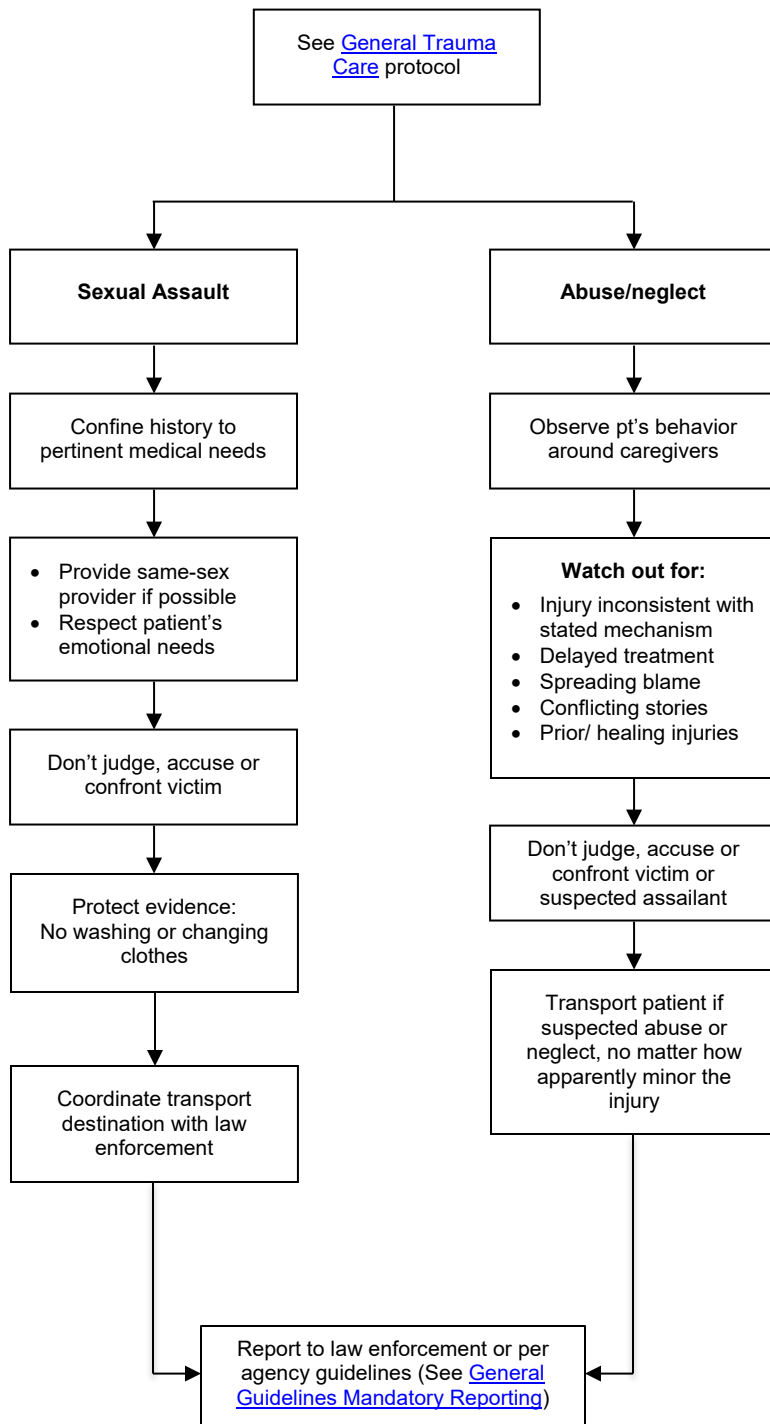 See General Trauma
Care protocol
Sexual Assault
Confine history to
pertinent medical needs
• Provide same-sex
provider if possible
• Respect patient's
emotional needs
Don't judge, accuse or
confront victim
Protect evidence:
No washing or changing
clothes
Coordinate transport
destination with law
enforcement
Abuse/neglect
Observe pt's behavior
around caregivers
Watch out for:
• Injury inconsistent with
stated mechanism
• Delayed treatment
• Spreading blame
• Conflicting stories
• Prior/ healing injuries
Don't judge, accuse or
confront victim or
suspected assailant
Transport patient if
suspected abuse or
neglect, no matter how
apparently minor the
injury
Report to law enforcement or per
agency guidelines (See General
Guidelines Mandatory Reporting)